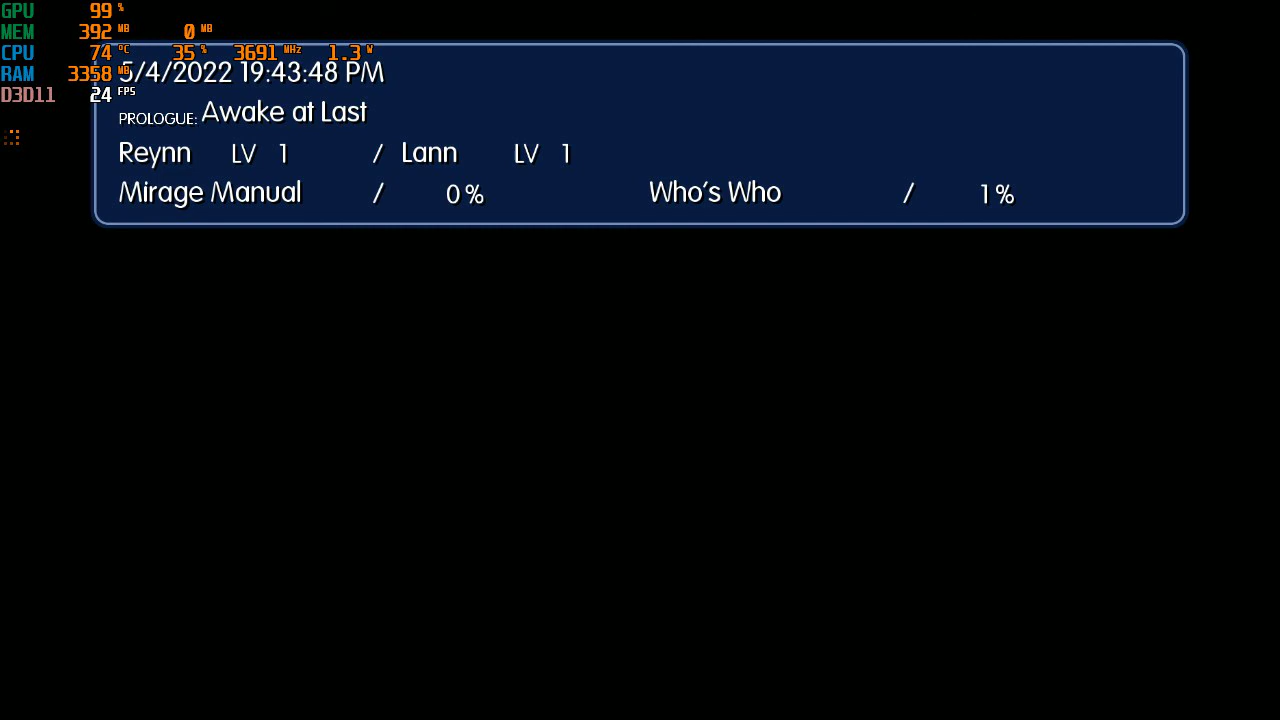 GPU 99 %
MEM 392 MB 0 MB
CPU 74 °C 35 % 3691 MHz 1.3 W
RAM 3358 MB
5/4/2022 19:43:48 PM
D3D11 24 FPS
PROLOGUE: Awake at Last
Reynn LV 1 / Lann LV 1
Mirage Manual / 0 % Who's Who / 1 %